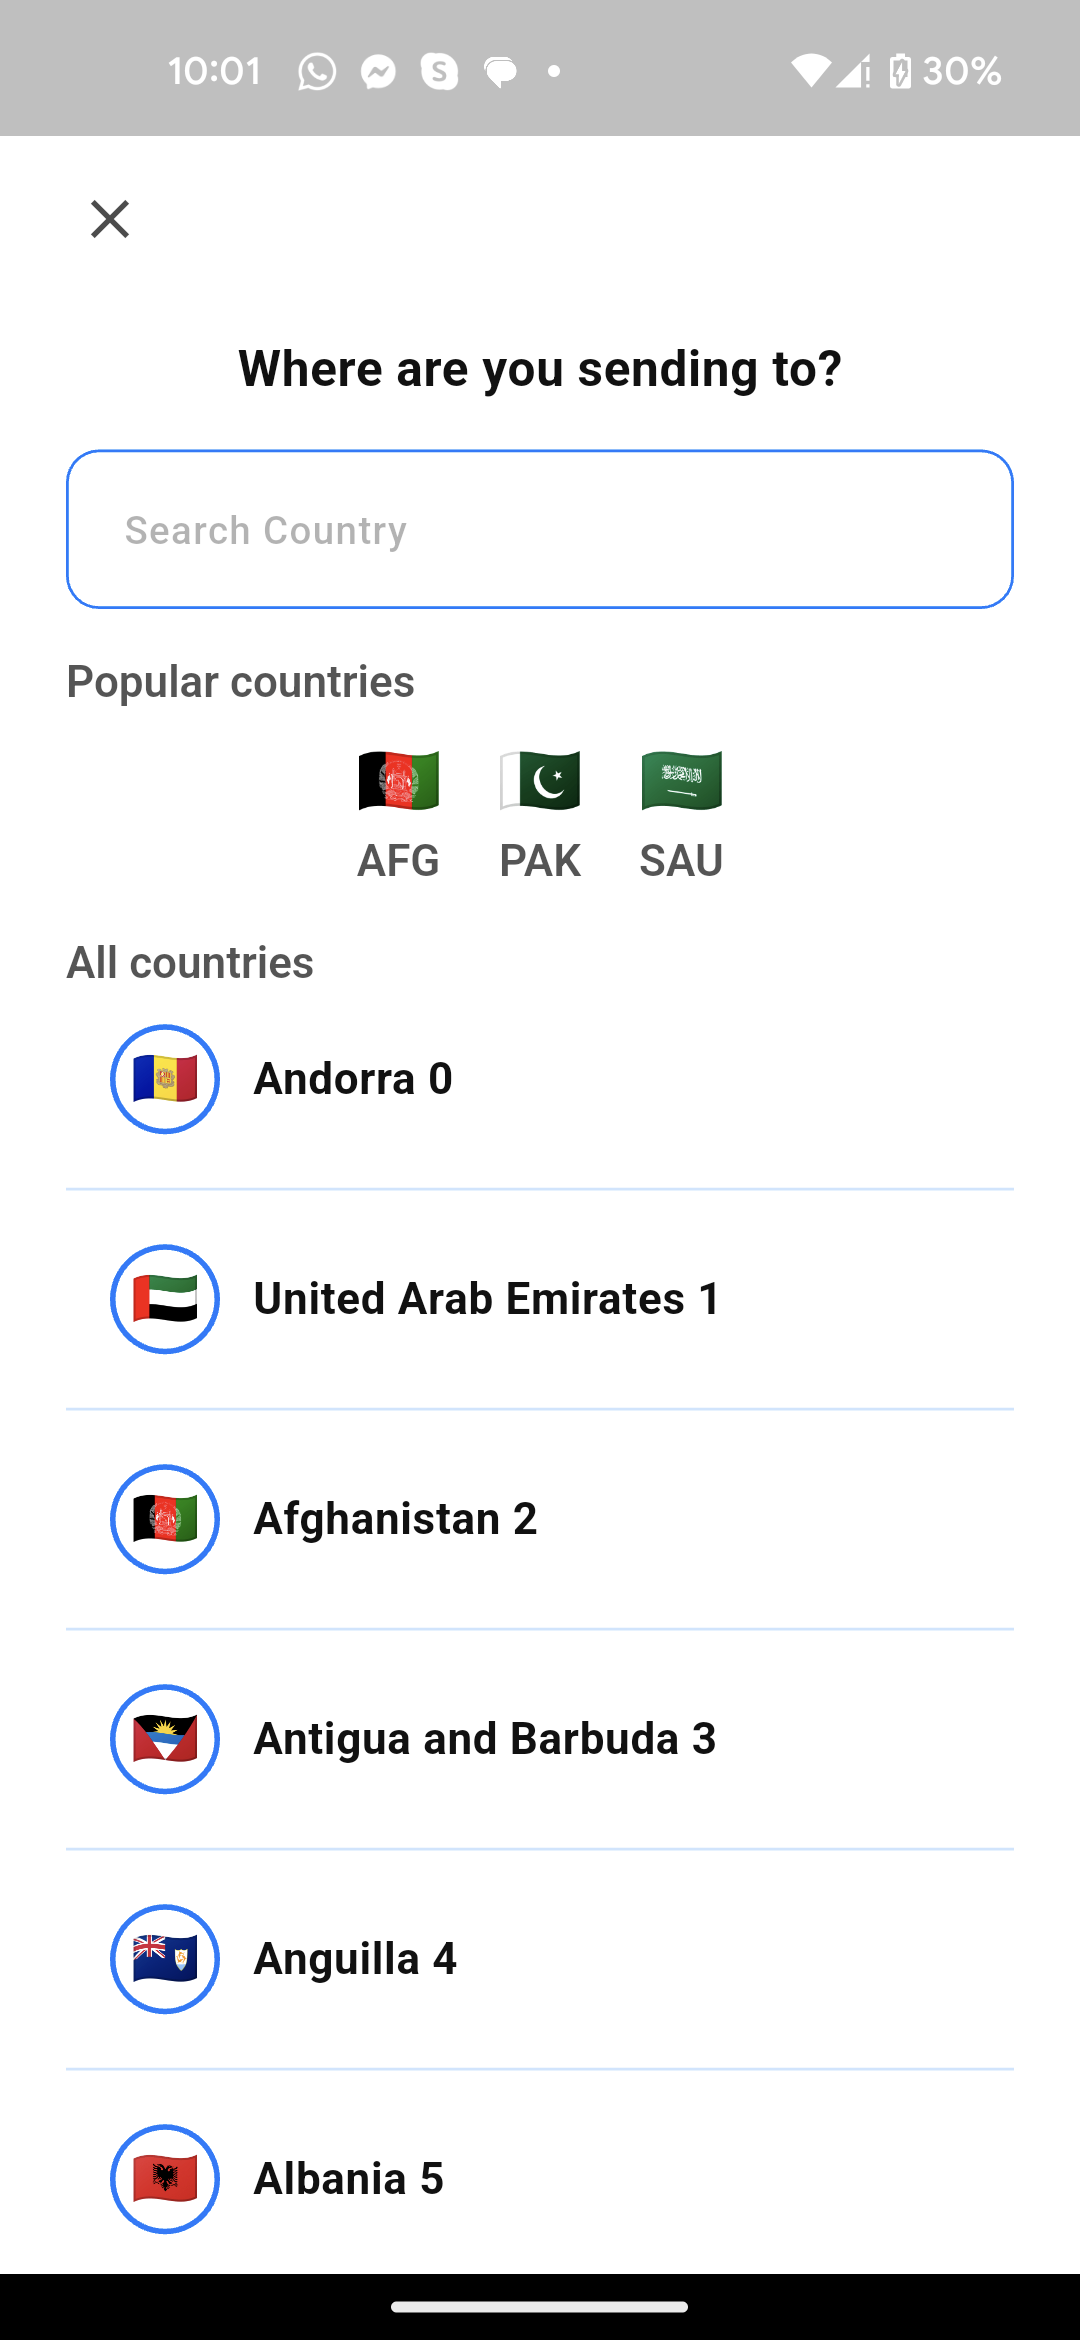 10:01 30%
Where are you sending to?
Search Country
Popular countries
AFG PAK SAU
All countries
Andorra 0
United Arab Emirates 1
Afghanistan 2
Antigua and Barbuda 3
Anguilla 4
Albania 5